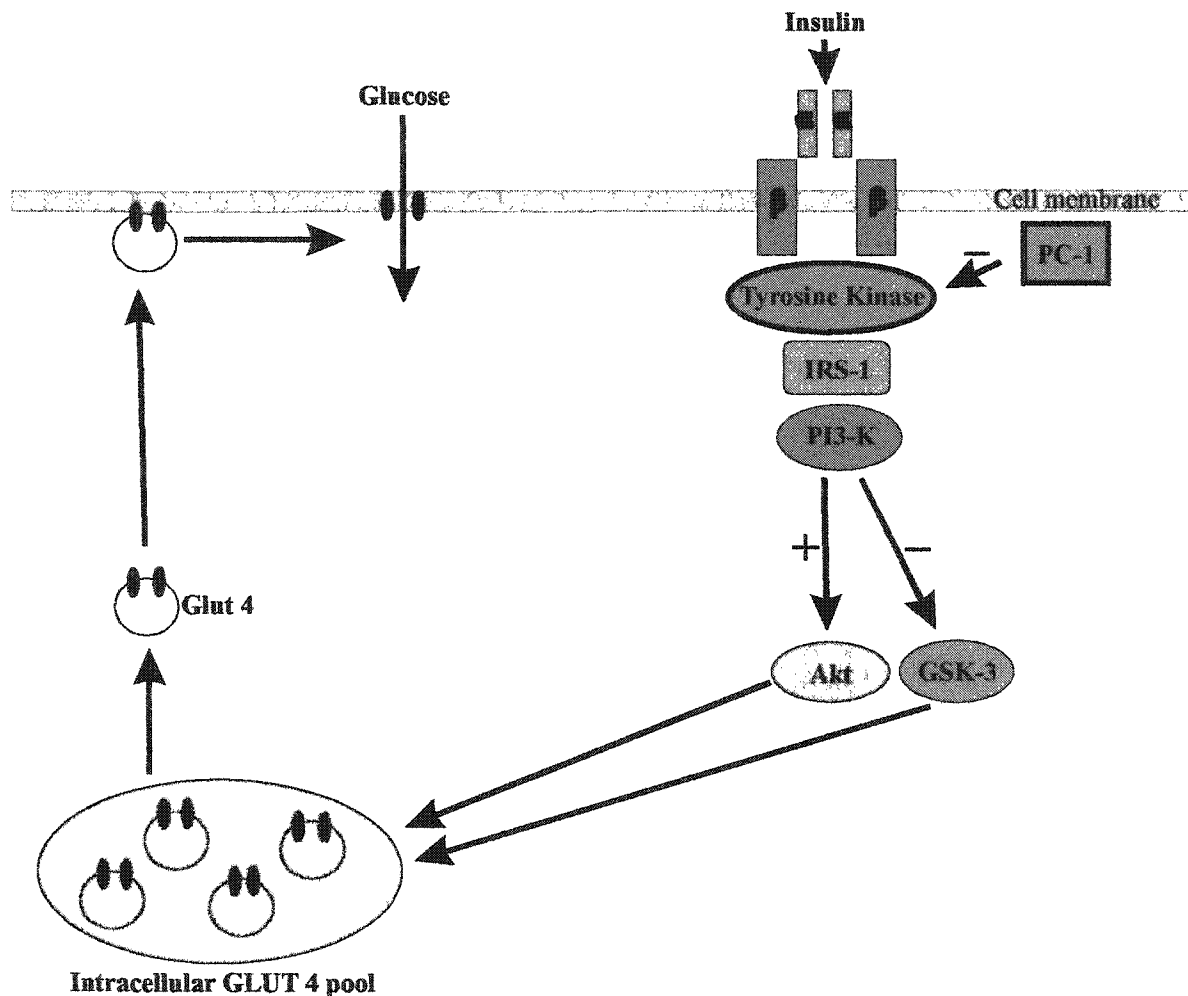 Insulin
Glucose
β β
Cell membrane
PC-1
−
Tyrosine Kinase
IRS-1
PI3-K
+ −
Glut 4
Akt
GSK-3
Intracellular GLUT 4 pool